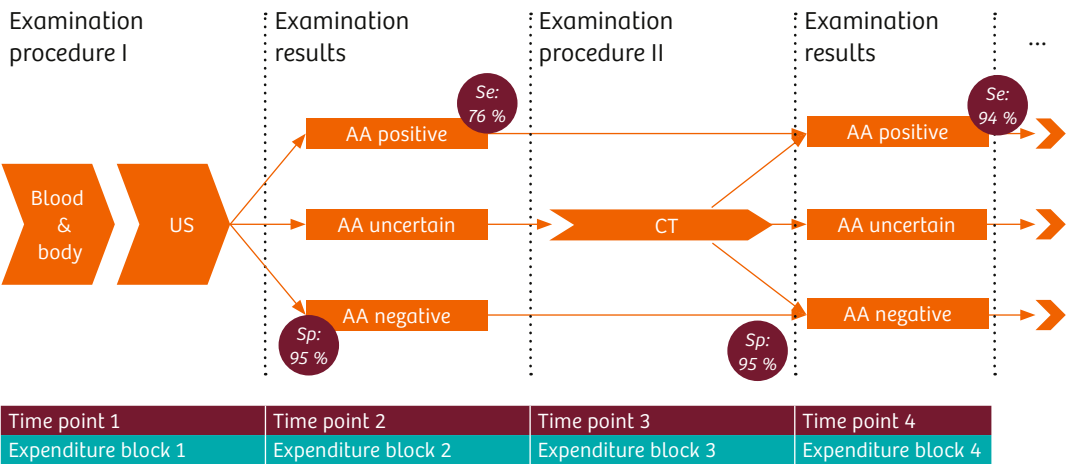 Examination
procedure I
Examination
results
Examination
procedure II
Examination
results
...
Se:
76 %
Se:
94 %
AA positive
AA positive
Blood
&
body
US
AA uncertain
CT
AA uncertain
AA negative
AA negative
Sp:
95 %
Sp:
95 %
Time point 1
Time point 2
Time point 3
Time point 4
Expenditure block 1
Expenditure block 2
Expenditure block 3
Expenditure block 4